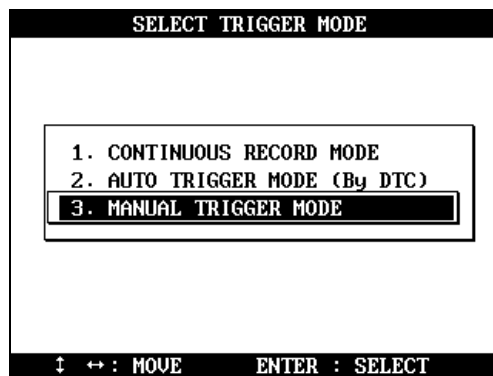 SELECT TRIGGER MODE
1. CONTINUOUS RECORD MODE
2. AUTO TRIGGER MODE (By DTC)
3. MANUAL TRIGGER MODE
↕ ↔: MOVE ENTER : SELECT